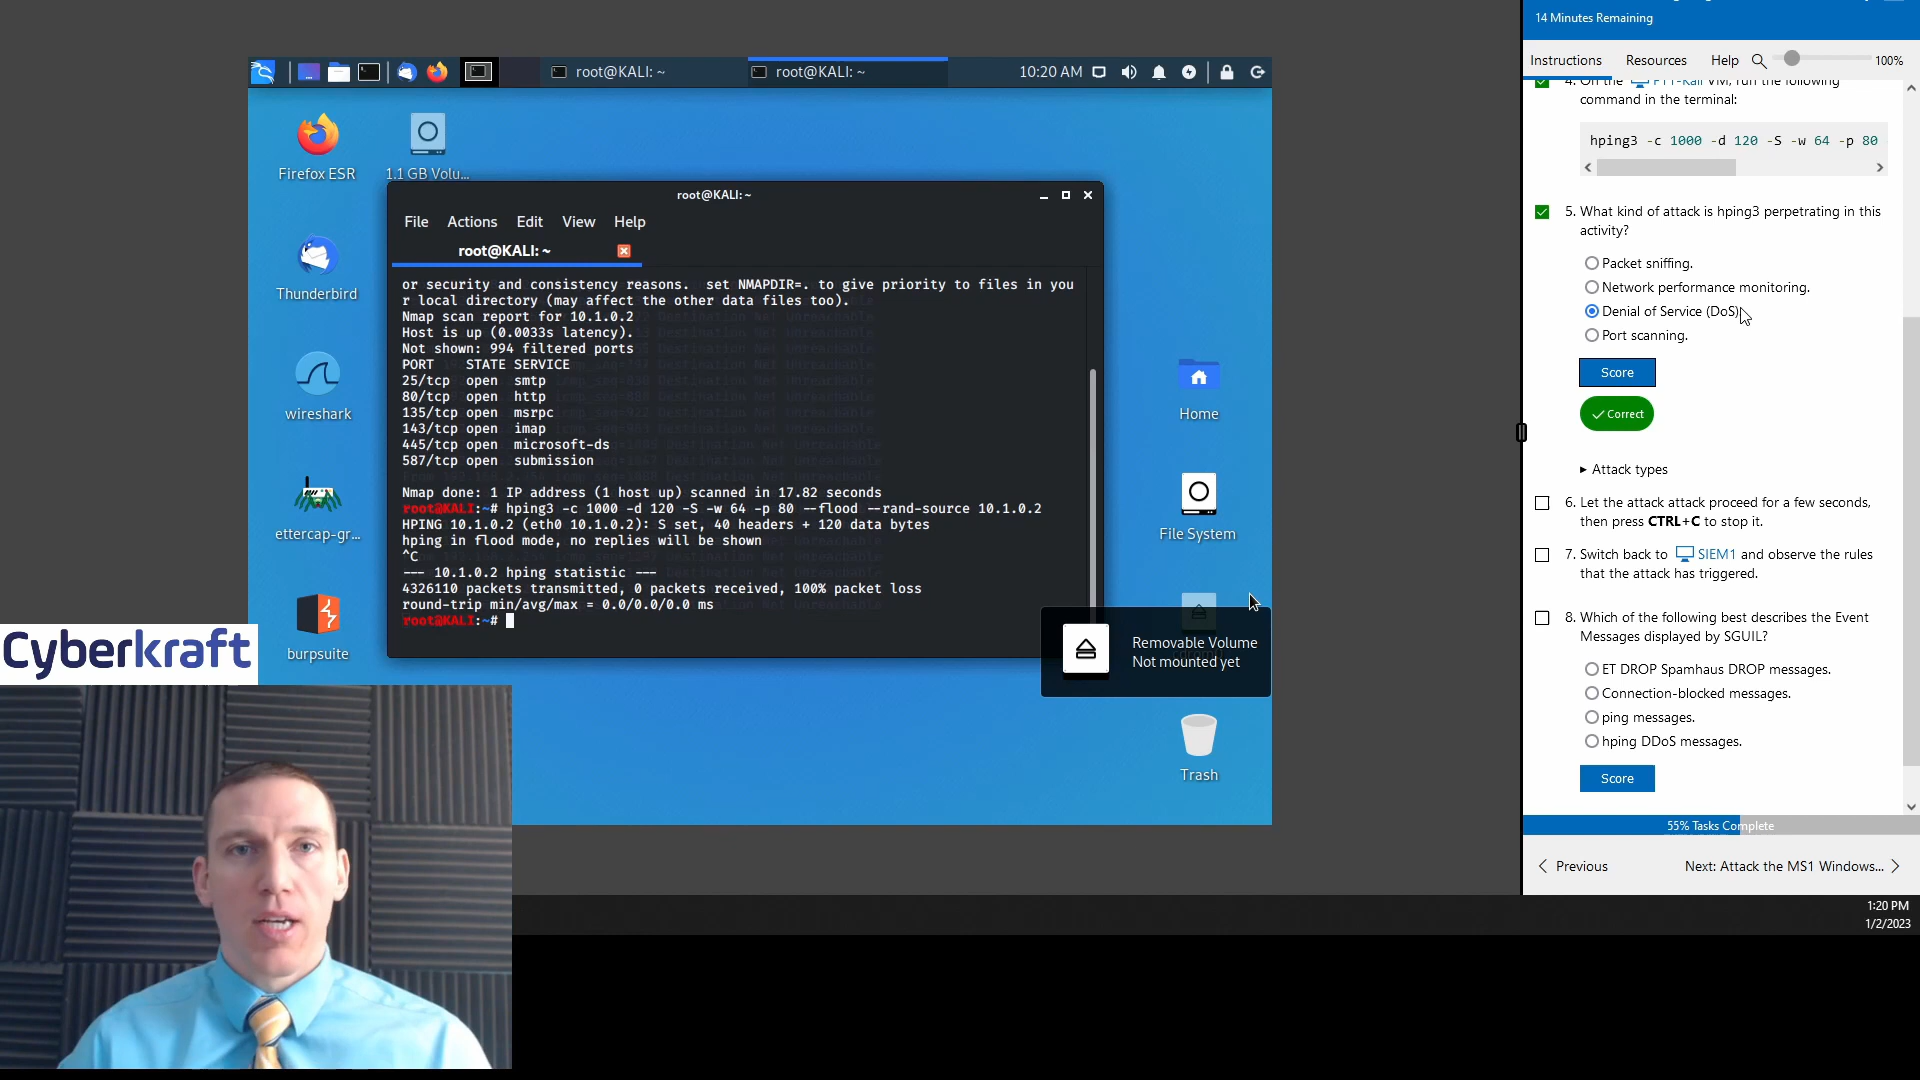 root@KALI: ~
root@KALI: ~
10:20 AM
Firefox ESR
1.1 GB Volu...
Thunderbird
wireshark
ettercap-gr...
burpsuite
Home
File System
Trash
root@KALI:~
File Actions Edit View Help
root@KALI: ~
or security and consistency reasons.  set NMAPDIR=. to give priority to files in you
r local directory (may affect the other data files too).
Nmap scan report for 10.1.0.2
Host is up (0.0033s latency).
Not shown: 994 filtered ports
PORT    STATE SERVICE
25/tcp  open  smtp
80/tcp  open  http
135/tcp open  msrpc
143/tcp open  imap
445/tcp open  microsoft-ds
587/tcp open  submission
Nmap done: 1 IP address (1 host up) scanned in 17.82 seconds
root@KALI:~# hping3 -c 1000 -d 120 -S -w 64 -p 80 --flood --rand-source 10.1.0.2
HPING 10.1.0.2 (eth0 10.1.0.2): S set, 40 headers + 120 data bytes
hping in flood mode, no replies will be shown
^C
--- 10.1.0.2 hping statistic ---
4326110 packets transmitted, 0 packets received, 100% packet loss
round-trip min/avg/max = 0.0/0.0/0.0 ms
root@KALI:~#
Removable Volume
Not mounted yet
Cyberkraft
14 Minutes Remaining
Instructions Resources Help 100%
4. On the PT1-Kali VM, run the following
command in the terminal:
hping3 -c 1000 -d 120 -S -w 64 -p 80
5. What kind of attack is hping3 perpetrating in this
activity?
Packet sniffing.
Network performance monitoring.
Denial of Service (DoS)
Port scanning.
Score
Correct
Attack types
6. Let the attack attack proceed for a few seconds,
then press CTRL+C to stop it.
7. Switch back to SIEM1 and observe the rules
that the attack has triggered.
8. Which of the following best describes the Event
Messages displayed by SGUIL?
ET DROP Spamhaus DROP messages.
Connection-blocked messages.
ping messages.
hping DDoS messages.
Score
55% Tasks Complete
Previous
Next: Attack the MS1 Windows...
1:20 PM
1/2/2023